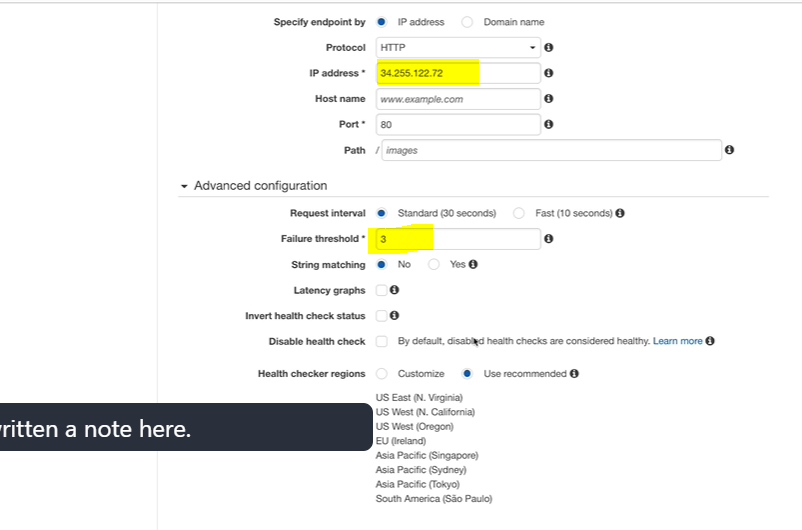 Specify endpoint by IP address Domain name
Protocol HTTP
IP address * 34.255.122.72
Host name www.example.com
Port * 80
Path / images
Advanced configuration
Request interval Standard (30 seconds) Fast (10 seconds)
Failure threshold * 3
String matching No Yes
Latency graphs
Invert health check status
Disable health check By default, disabled health checks are considered healthy. Learn more
Health checker regions Customize Use recommended
US East (N. Virginia)
US West (N. California)
US West (Oregon)
EU (Ireland)
Asia Pacific (Singapore)
Asia Pacific (Sydney)
Asia Pacific (Tokyo)
South America (São Paulo)
ritten a note here.